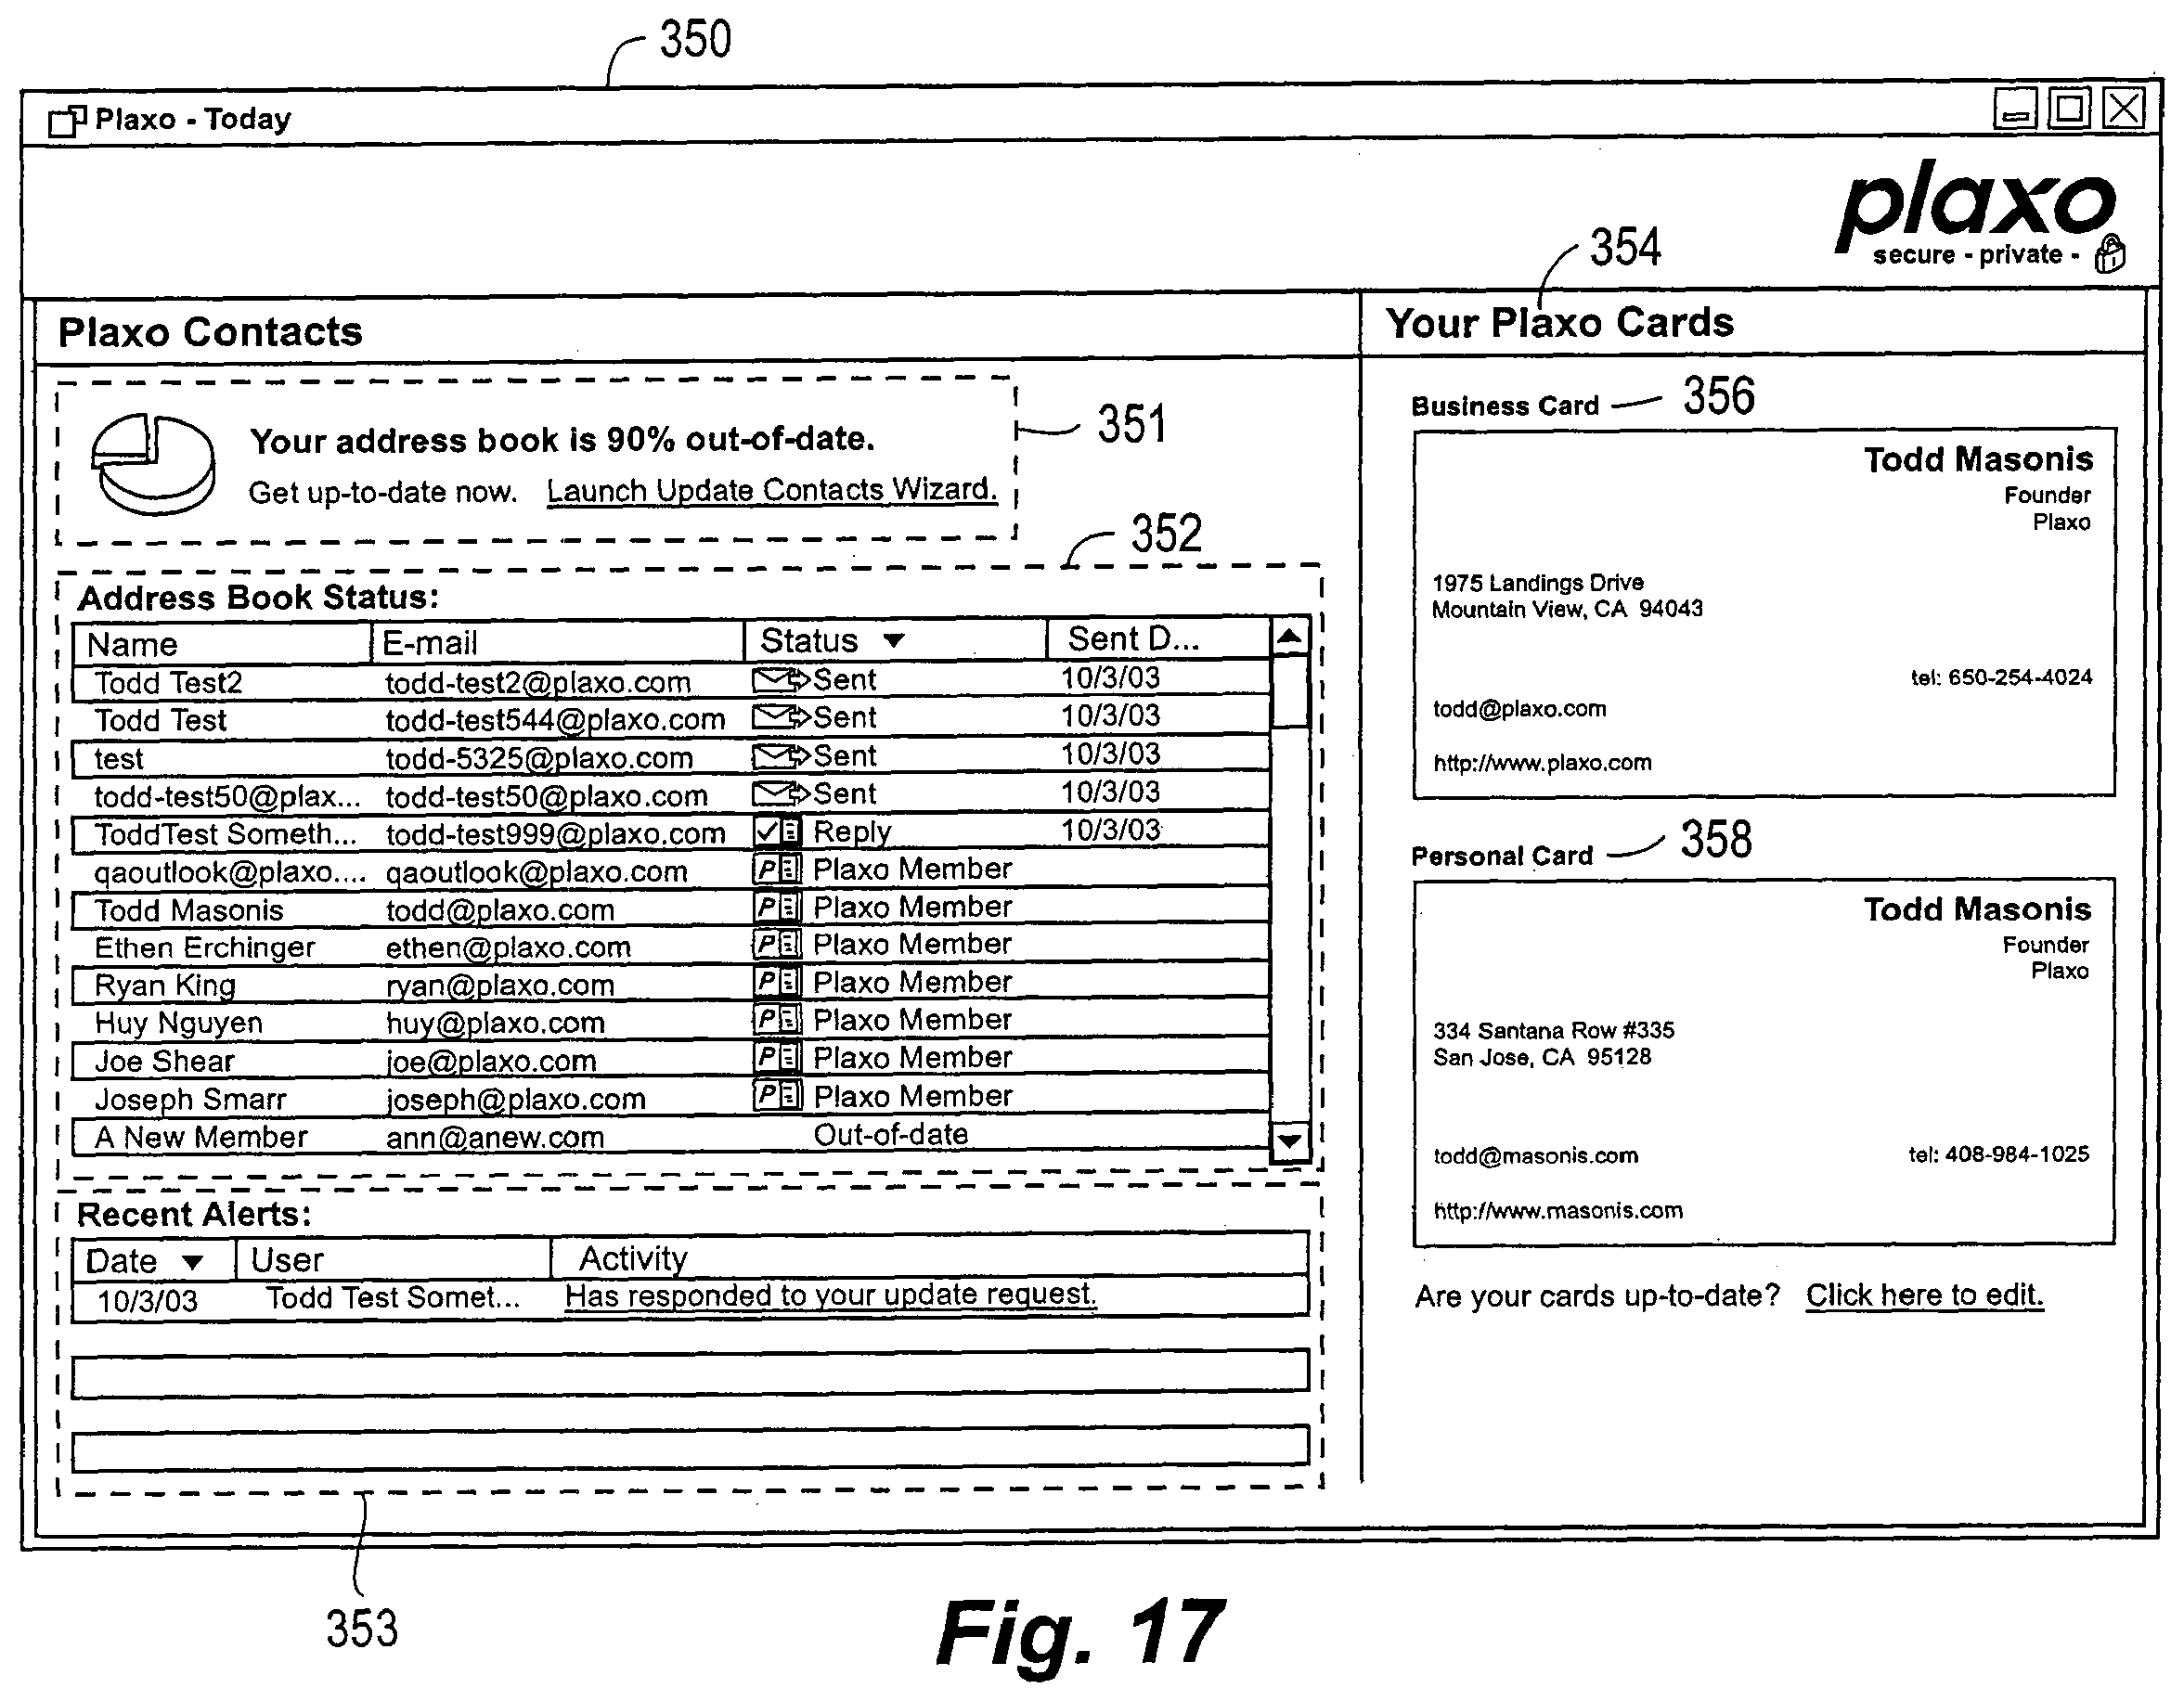 350
Plaxo - Today
plaxo
secure - private -
354
Plaxo Contacts
Your address book is 90% out-of-date.
Get up-to-date now. Launch Update Contacts Wizard.
351
352
Address Book Status:
Name E-mail Status ▼ Sent D...
Todd Test2 todd-test2@plaxo.com Sent 10/3/03
Todd Test todd-test544@plaxo.com Sent 10/3/03
test todd-5325@plaxo.com Sent 10/3/03
todd-test50@plax... todd-test50@plaxo.com Sent 10/3/03
ToddTest Someth... todd-test999@plaxo.com Reply 10/3/03
qaoutlook@plaxo.... qaoutlook@plaxo.com P Plaxo Member
Todd Masonis todd@plaxo.com P Plaxo Member
Ethen Erchinger ethen@plaxo.com P Plaxo Member
Ryan King ryan@plaxo.com P Plaxo Member
Huy Nguyen huy@plaxo.com P Plaxo Member
Joe Shear joe@plaxo.com P Plaxo Member
Joseph Smarr joseph@plaxo.com P Plaxo Member
A New Member ann@anew.com Out-of-date
Recent Alerts:
Date ▼ User Activity
10/3/03 Todd Test Somet... Has responded to your update request.
353
Your Plaxo Cards
Business Card 356
Todd Masonis
Founder
Plaxo
1975 Landings Drive
Mountain View, CA 94043
tel: 650-254-4024
todd@plaxo.com
http://www.plaxo.com
Personal Card 358
Todd Masonis
Founder
Plaxo
334 Santana Row #335
San Jose, CA 95128
todd@masonis.com tel: 408-984-1025
http://www.masonis.com
Are your cards up-to-date? Click here to edit.
Fig. 17